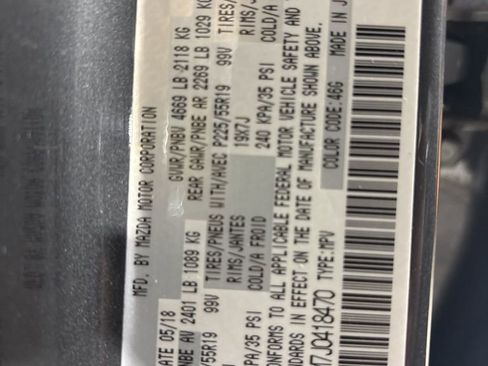 MFD. BY MAZDA MOTOR CORPORATION
DATE 05/18 GVWR/PNBV 4669 LB 2118 KG
PNBE AV 2401 LB 1089 KG REAR GAWR/PNBE AR 2269 LB 1029 KG
/55R19 99V TIRES/PNEUS WITH/AVEC P225/55R19 99V TIRES/
RIMS/JANTES 19X7J RIMS/J
PA/35 PSI COLD/A FROID 240 KPA/35 PSI COLD/A
FORMS TO ALL APPLICABLE FEDERAL MOTOR VEHICLE SAFETY AND
STANDARDS IN EFFECT ON THE DATE OF MANUFACTURE SHOWN ABOVE.
M7J0418470 TYPE:MPV COLOR CODE:46G MADE IN J